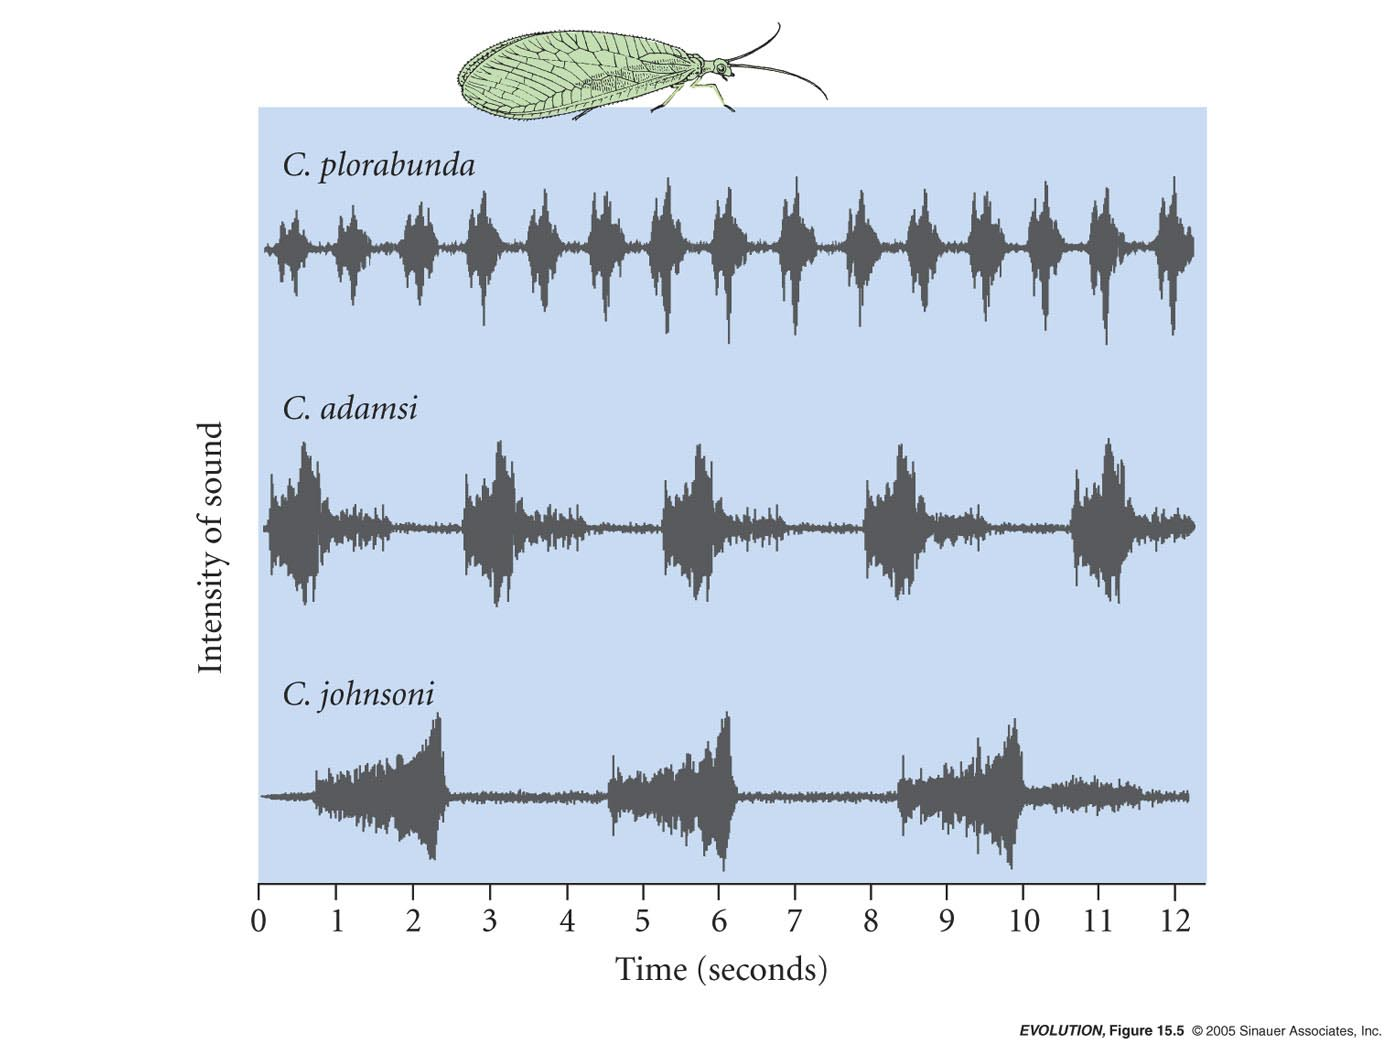 C. plorabunda
C. adamsi
C. johnsoni
Intensity of sound
0 1 2 3 4 5 6 7 8 9 10 11 12
Time (seconds)
EVOLUTION, Figure 15.5 © 2005 Sinauer Associates, Inc.